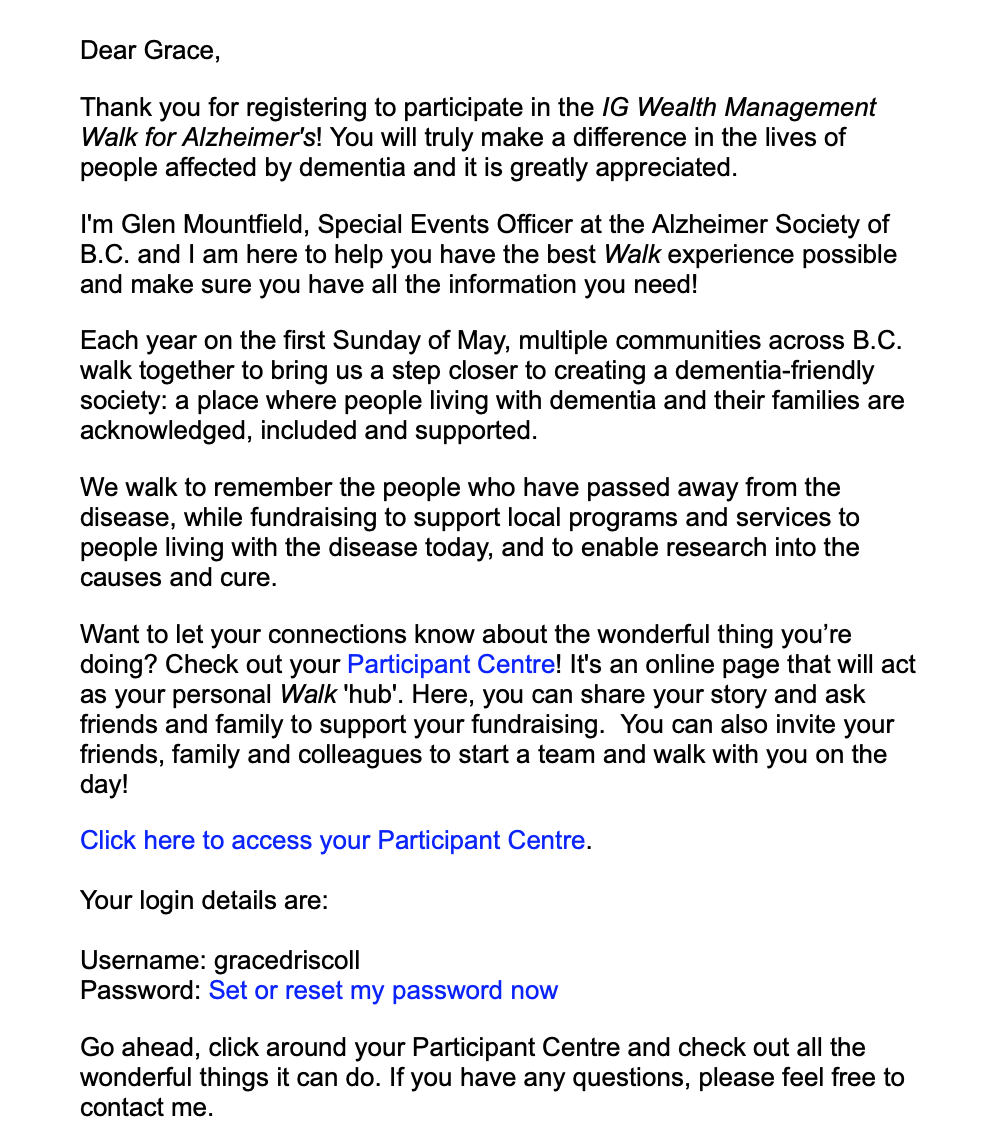 Dear Grace,
Thank you for registering to participate in the IG Wealth Management
Walk for Alzheimer's! You will truly make a difference in the lives of
people affected by dementia and it is greatly appreciated.
I'm Glen Mountfield, Special Events Officer at the Alzheimer Society of
B.C. and I am here to help you have the best Walk experience possible
and make sure you have all the information you need!
Each year on the first Sunday of May, multiple communities across B.C.
walk together to bring us a step closer to creating a dementia-friendly
society: a place where people living with dementia and their families are
acknowledged, included and supported.
We walk to remember the people who have passed away from the
disease, while fundraising to support local programs and services to
people living with the disease today, and to enable research into the
causes and cure.
Want to let your connections know about the wonderful thing you’re
doing? Check out your Participant Centre! It's an online page that will act
as your personal Walk 'hub'. Here, you can share your story and ask
friends and family to support your fundraising.  You can also invite your
friends, family and colleagues to start a team and walk with you on the
day!
Click here to access your Participant Centre.
Your login details are:
Username: gracedriscoll
Password: Set or reset my password now
Go ahead, click around your Participant Centre and check out all the
wonderful things it can do. If you have any questions, please feel free to
contact me.